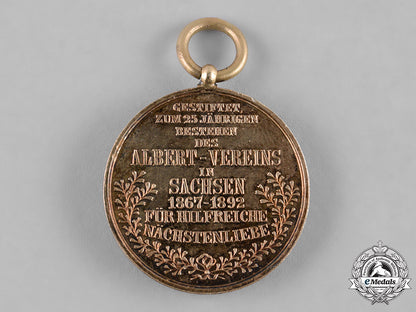 GESTIFTET,
ZUM 25 JÄHRIGEN
BESTEHEN
DES
ALBERT-VEREINS
IN
SACHSEN
1867-1892
FÜR HILFREICHE
NÄCHSTENLIEBE
eMedals